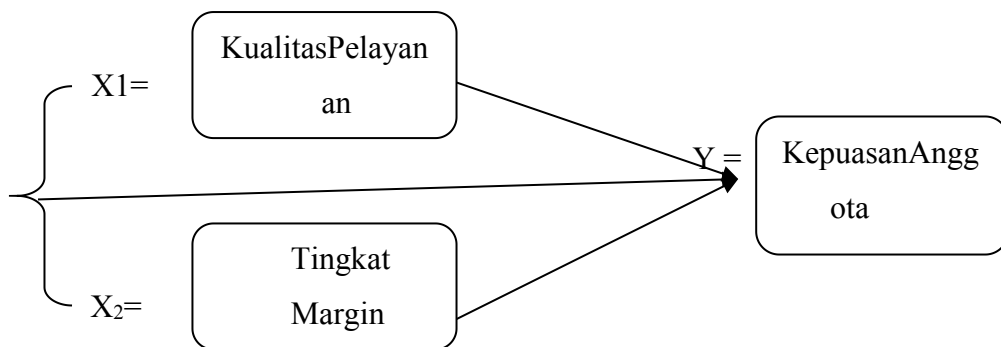 X1=
KualitasPelayan
an
Y =
KepuasanAngg
ota
X₂=
Tingkat
Margin